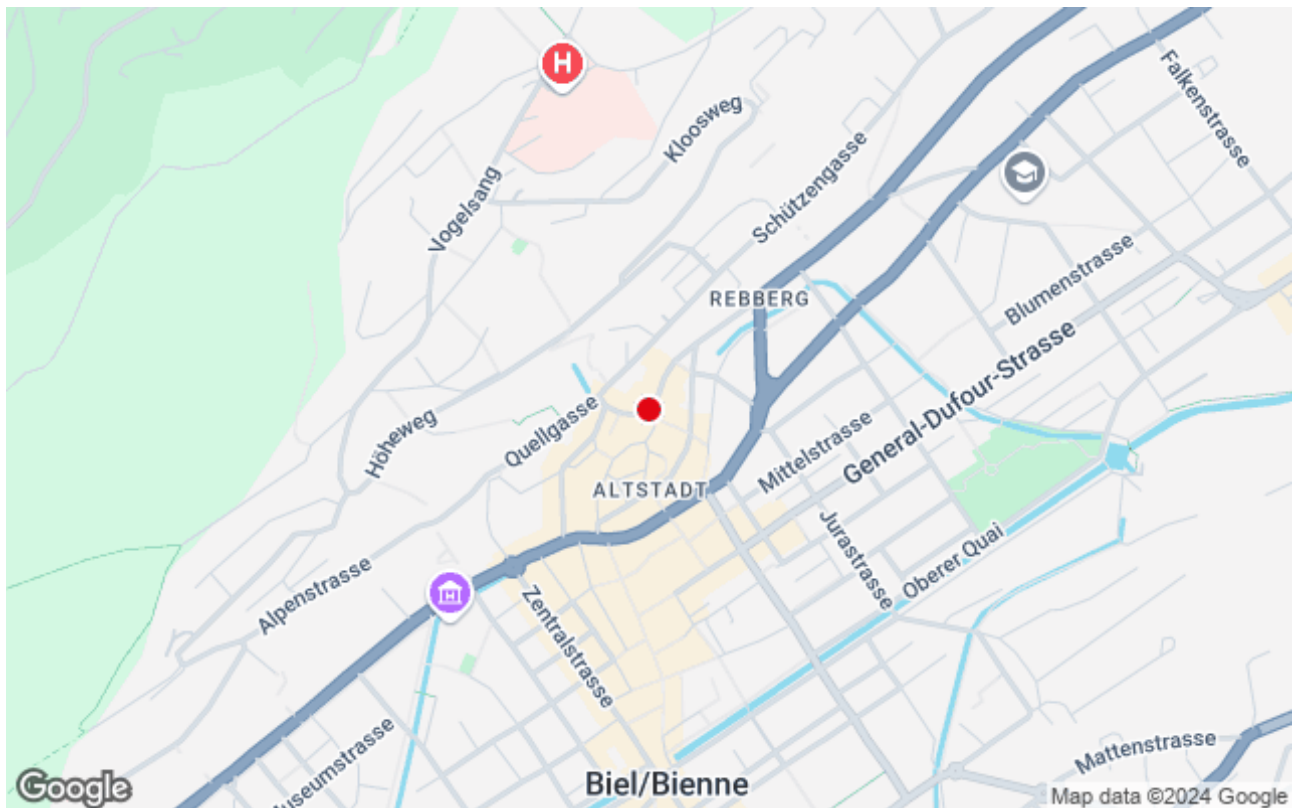 H
Falkenstrasse
Kloosweg
Vogelsang
Schützengasse
REBBERG
Blumenstrasse
General-Dufour-Strasse
Höheweg
Quellgasse
Mittelstrasse
ALTSTADT
Jurastrasse
Oberer Quai
Alpenstrasse
Zentralstrasse
Museumstrasse
Mattenstrasse
Biel/Bienne
Google
Map data ©2024 Google